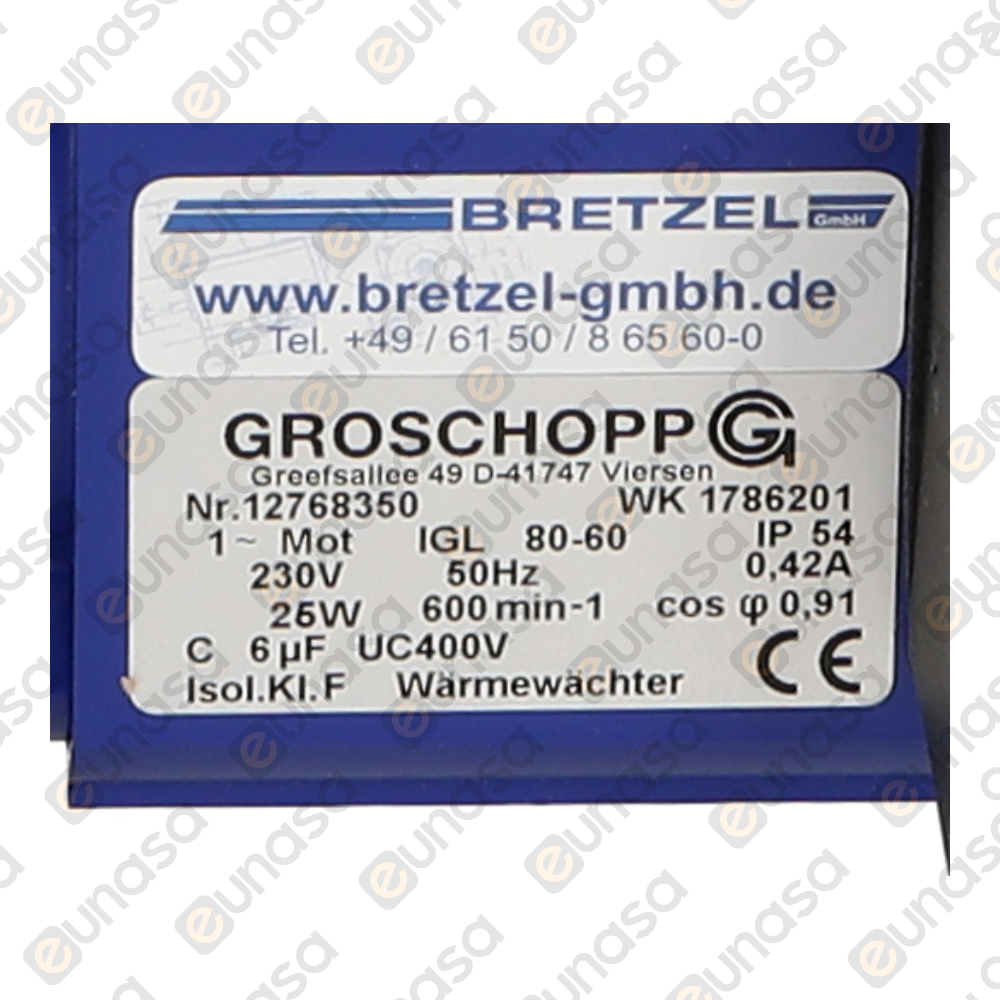 BRETZEL GmbH
www.bretzel-gmbh.de
Tel. +49 / 61 50 / 8 65 60-0
GROSCHOPP G
Greefsallee 49 D-41747 Viersen
Nr.12768350 WK 1786201
1~ Mot IGL 80-60 IP 54
230V 50Hz 0,42A
25W 600 min-1 cos φ 0,91
C 6µF UC400V CE
Isol.Kl.F Wärmewächter
eunasa